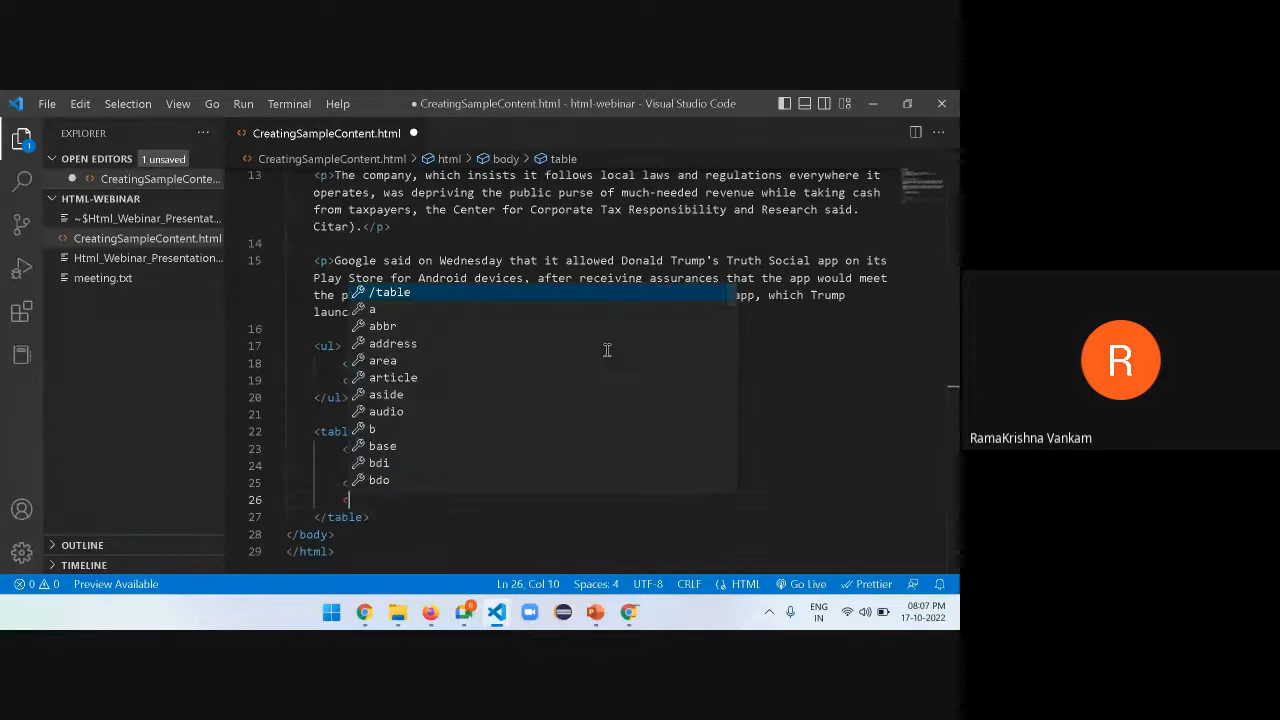 File Edit Selection View Go Run Terminal Help
● CreatingSampleContent.html - html-webinar - Visual Studio Code
EXPLORER ···
OPEN EDITORS 1 unsaved
CreatingSampleConte...
HTML-WEBINAR
~$Html_Webinar_Presentat...
CreatingSampleContent.html
Html_Webinar_Presentation...
meeting.txt
OUTLINE
TIMELINE
1
CreatingSampleContent.html ●
CreatingSampleContent.html > html > body > table
13 <p>The company, which insists it follows local laws and regulations everywhere it
operates, was depriving the public purse of much-needed revenue while taking cash
from taxpayers, the Center for Corporate Tax Responsibility and Research said.
Citar).</p>
14
15 <p>Google said on Wednesday that it allowed Donald Trump's Truth Social app on its
Play Store for Android devices, after receiving assurances that the app would meet
the p app, which Trump
launc
16
17 <ul>
18 <
19 <
20 </ul>
21
22 <tabl
23 <
24
25 <
26 <
27 </table>
28 </body>
29 </html>
/table
a
abbr
address
area
article
aside
audio
b
base
bdi
bdo
0 0 Preview Available Ln 26, Col 10 Spaces: 4 UTF-8 CRLF HTML Go Live Prettier
ENG
IN
08:07 PM
17-10-2022
R
RamaKrishna Vankam